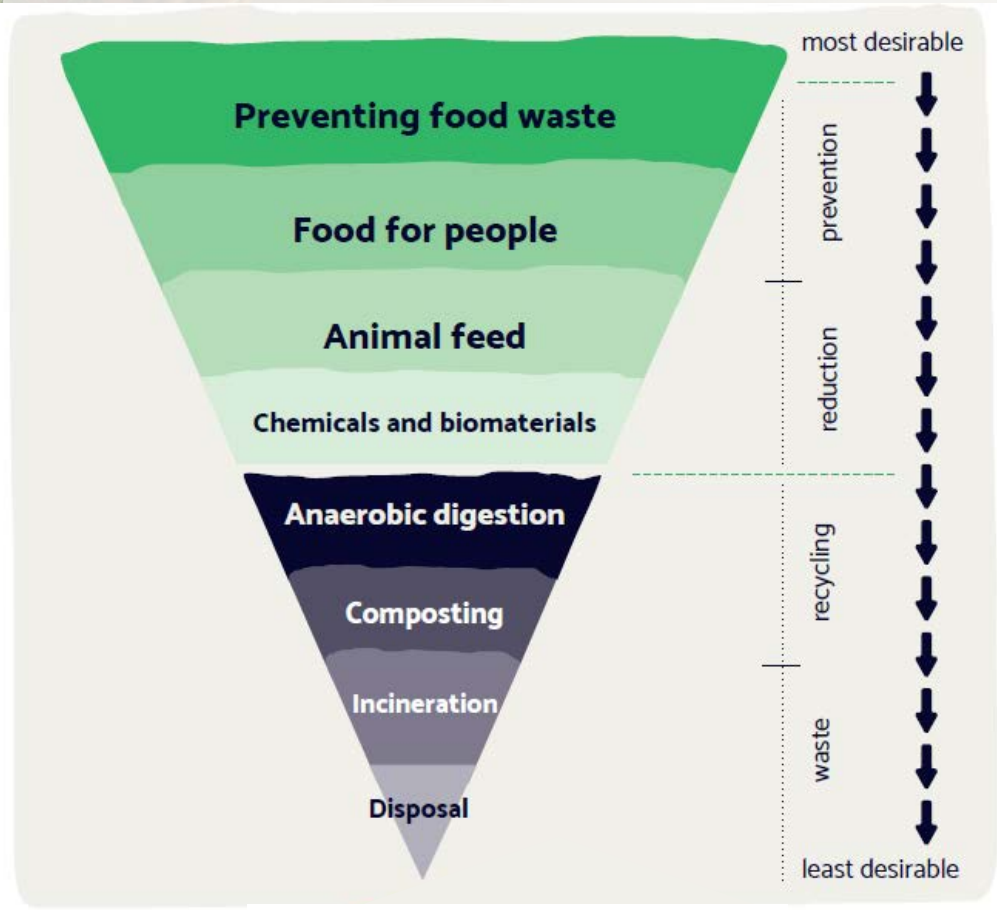 most desirable
Preventing food waste
prevention
Food for people
Animal feed
reduction
Chemicals and biomaterials
Anaerobic digestion
recycling
Composting
Incineration
waste
Disposal
least desirable